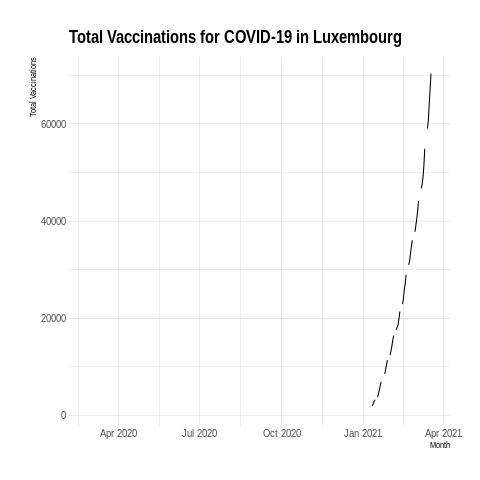 Total Vaccinations for COVID-19 in Luxembourg
Total Vaccinations
60000
40000
20000
0
Apr 2020 Jul 2020 Oct 2020 Jan 2021 Apr 2021
Month